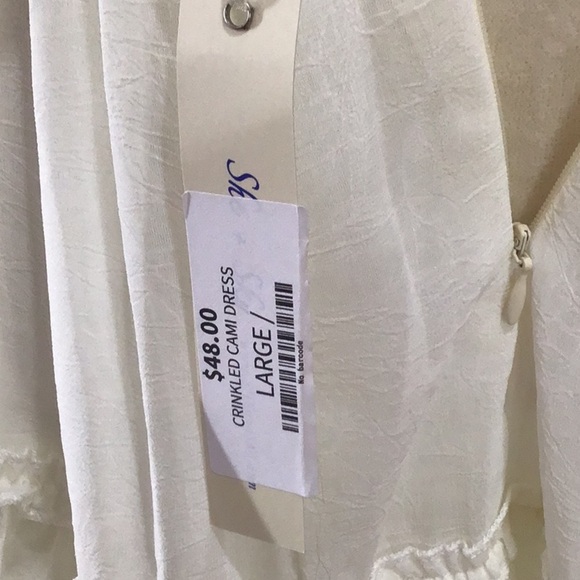 $48.00
CRINKLED CAMI DRESS
LARGE /
No barcode